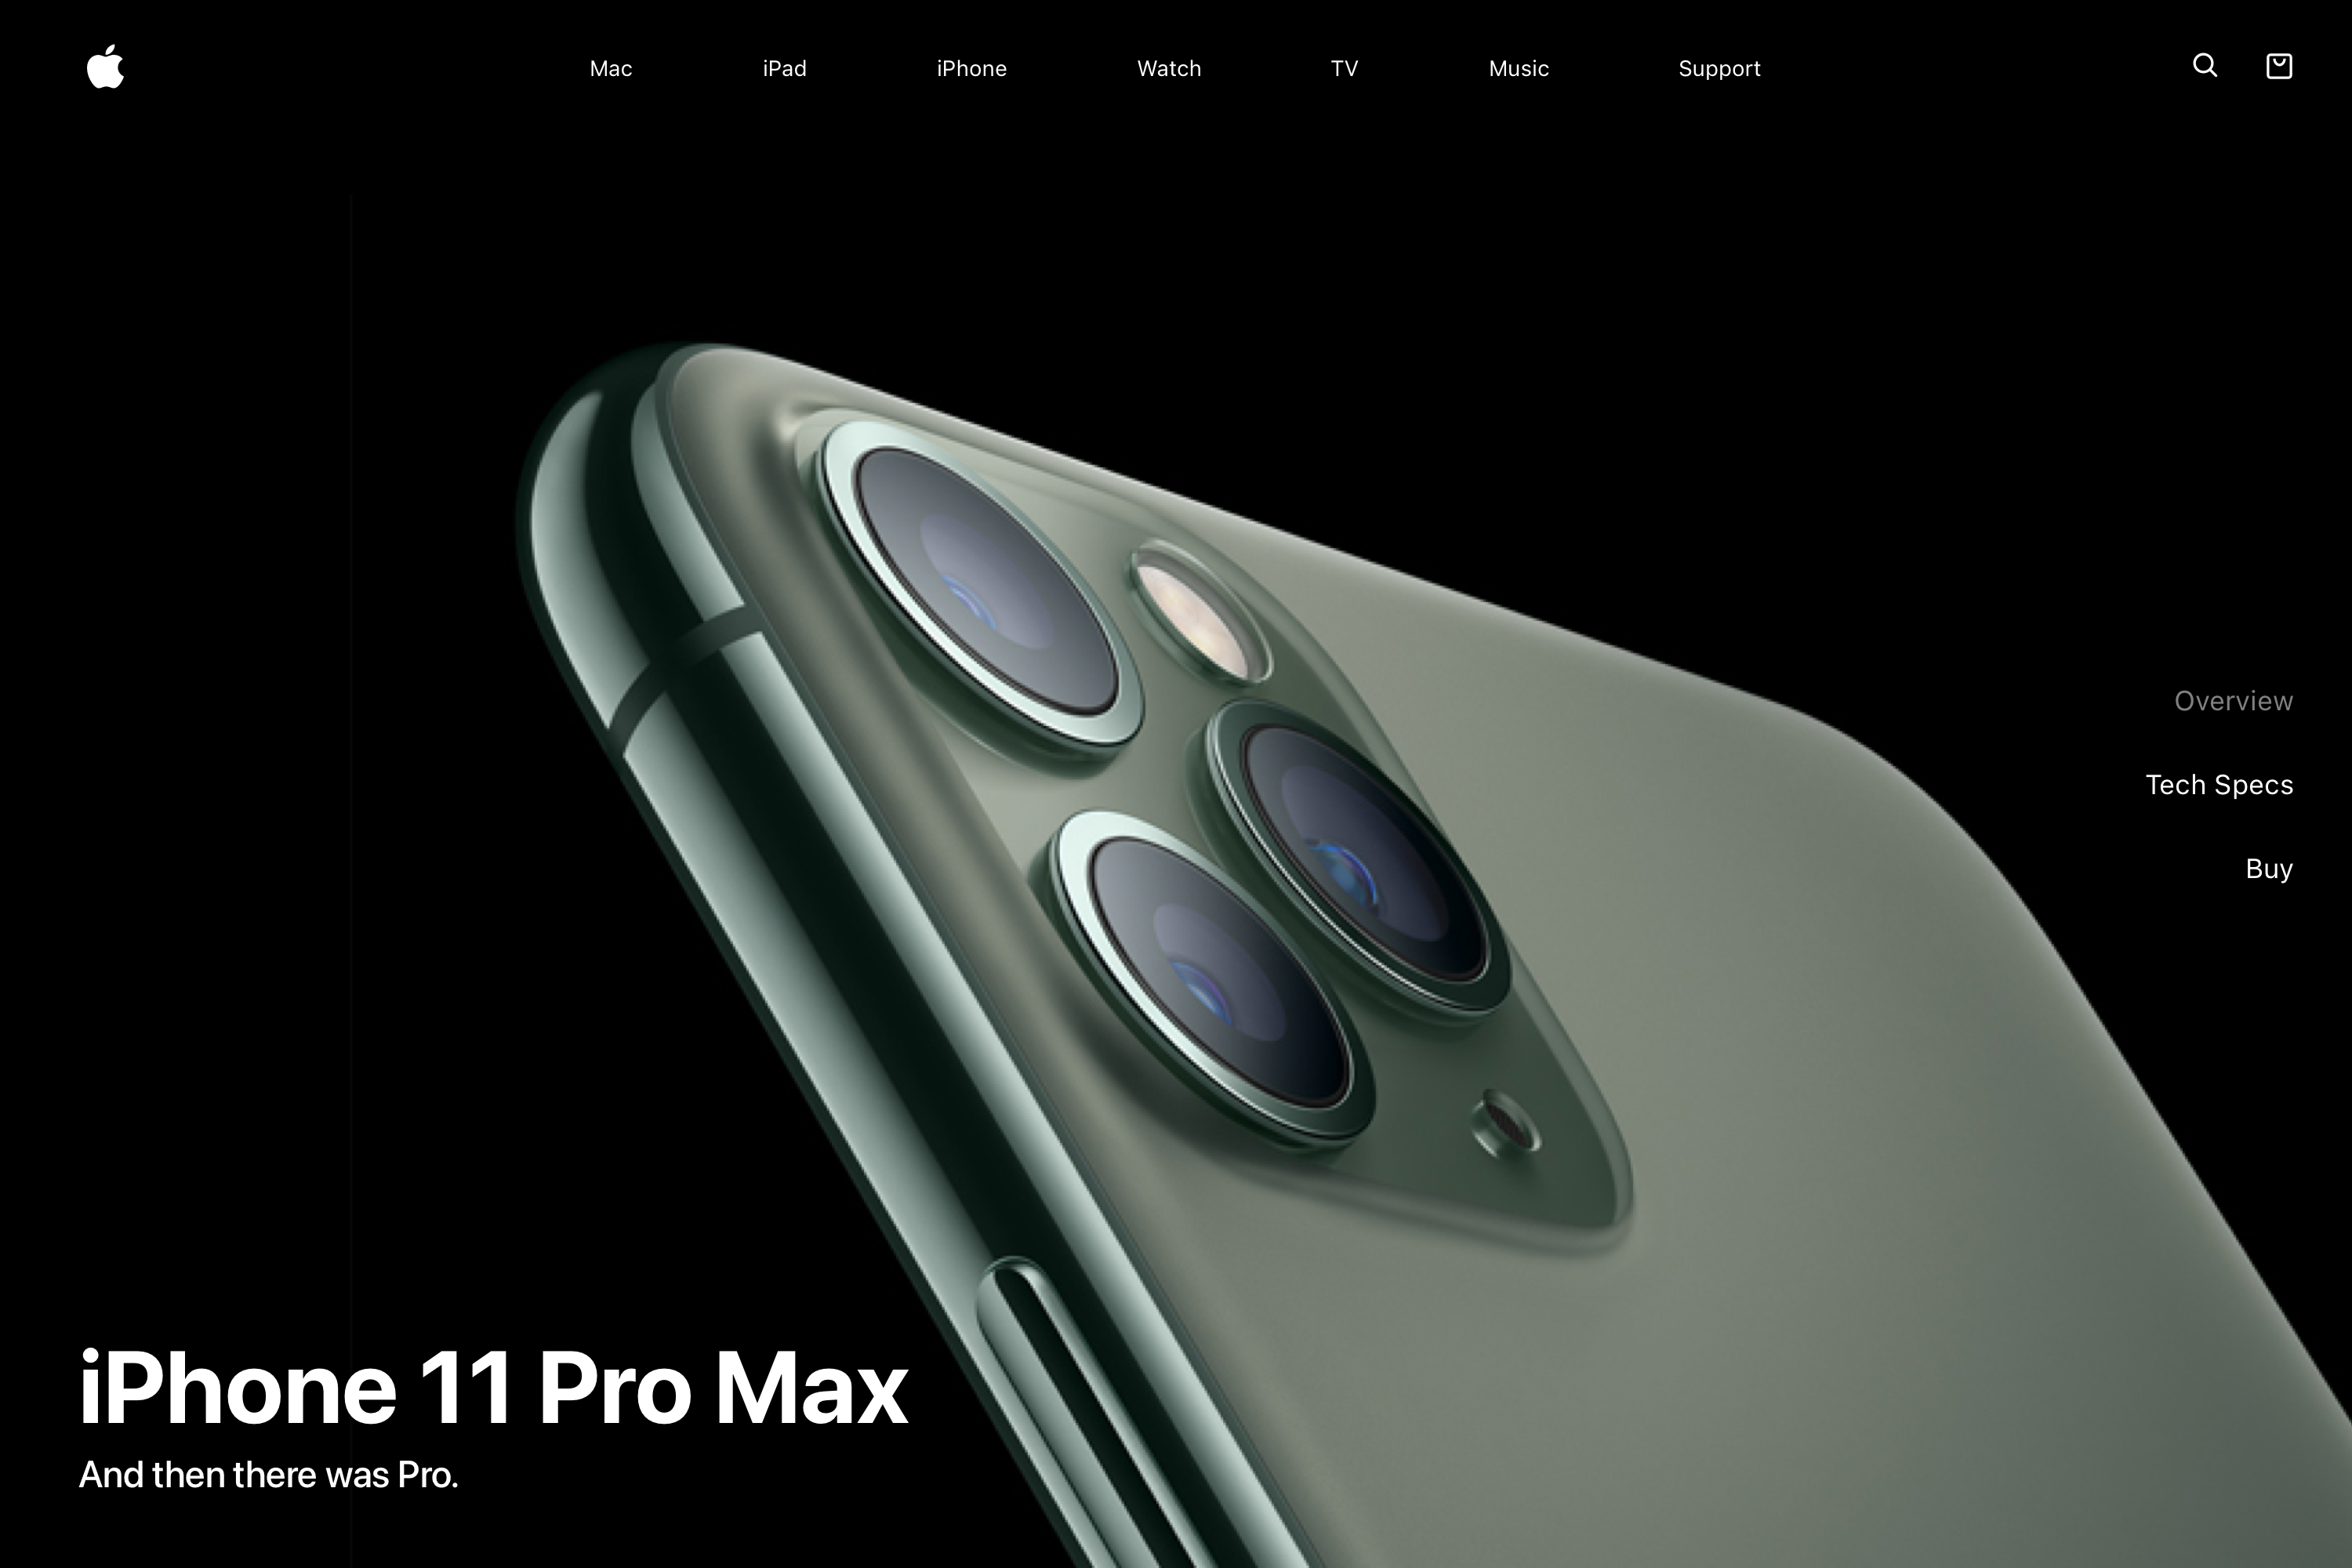 Mac iPad iPhone Watch TV Music Support
Overview
Tech Specs
Buy
iPhone 11 Pro Max
And then there was Pro.